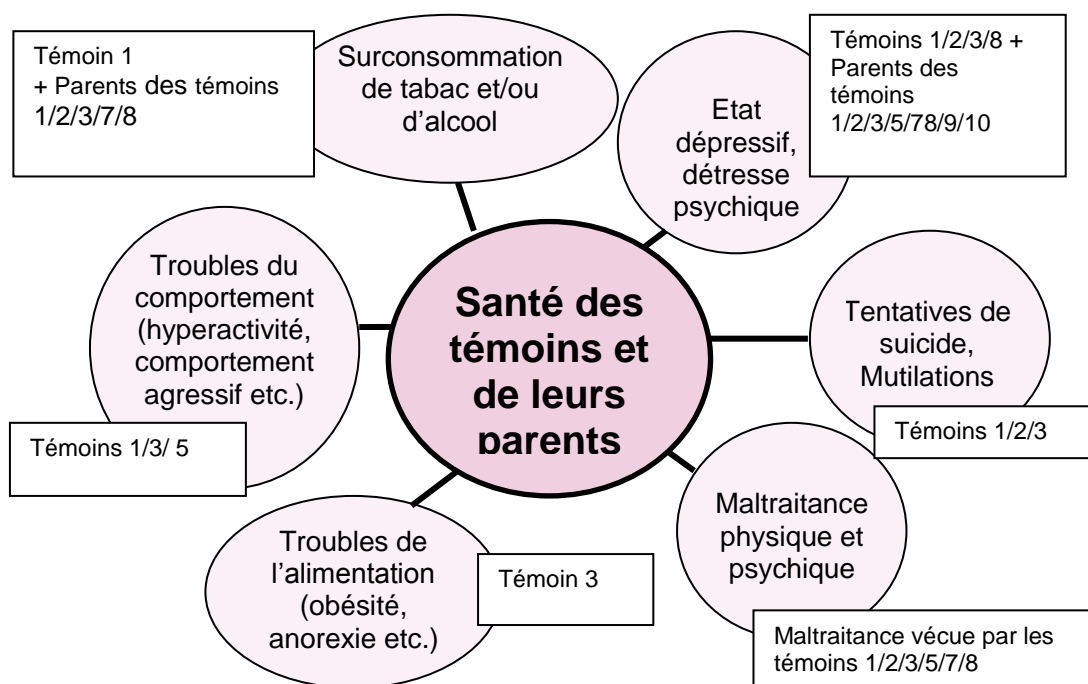 Témoin 1
+ Parents des témoins
1/2/3/7/8
Surconsommation
de tabac et/ou
d'alcool
Etat
dépressif,
détresse
psychique
Témoins 1/2/3/8 +
Parents des
témoins
1/2/3/5/78/9/10
Troubles du
comportement
(hyperactivité,
comportement
agressif etc.)
Témoins 1/3/ 5
Santé des
témoins et
de leurs
parents
Tentatives de
suicide,
Mutilations
Témoins 1/2/3
Troubles de
l'alimentation
(obésité,
anorexie etc.)
Témoin 3
Maltraitance
physique et
psychique
Maltraitance vécue par les
témoins 1/2/3/5/7/8